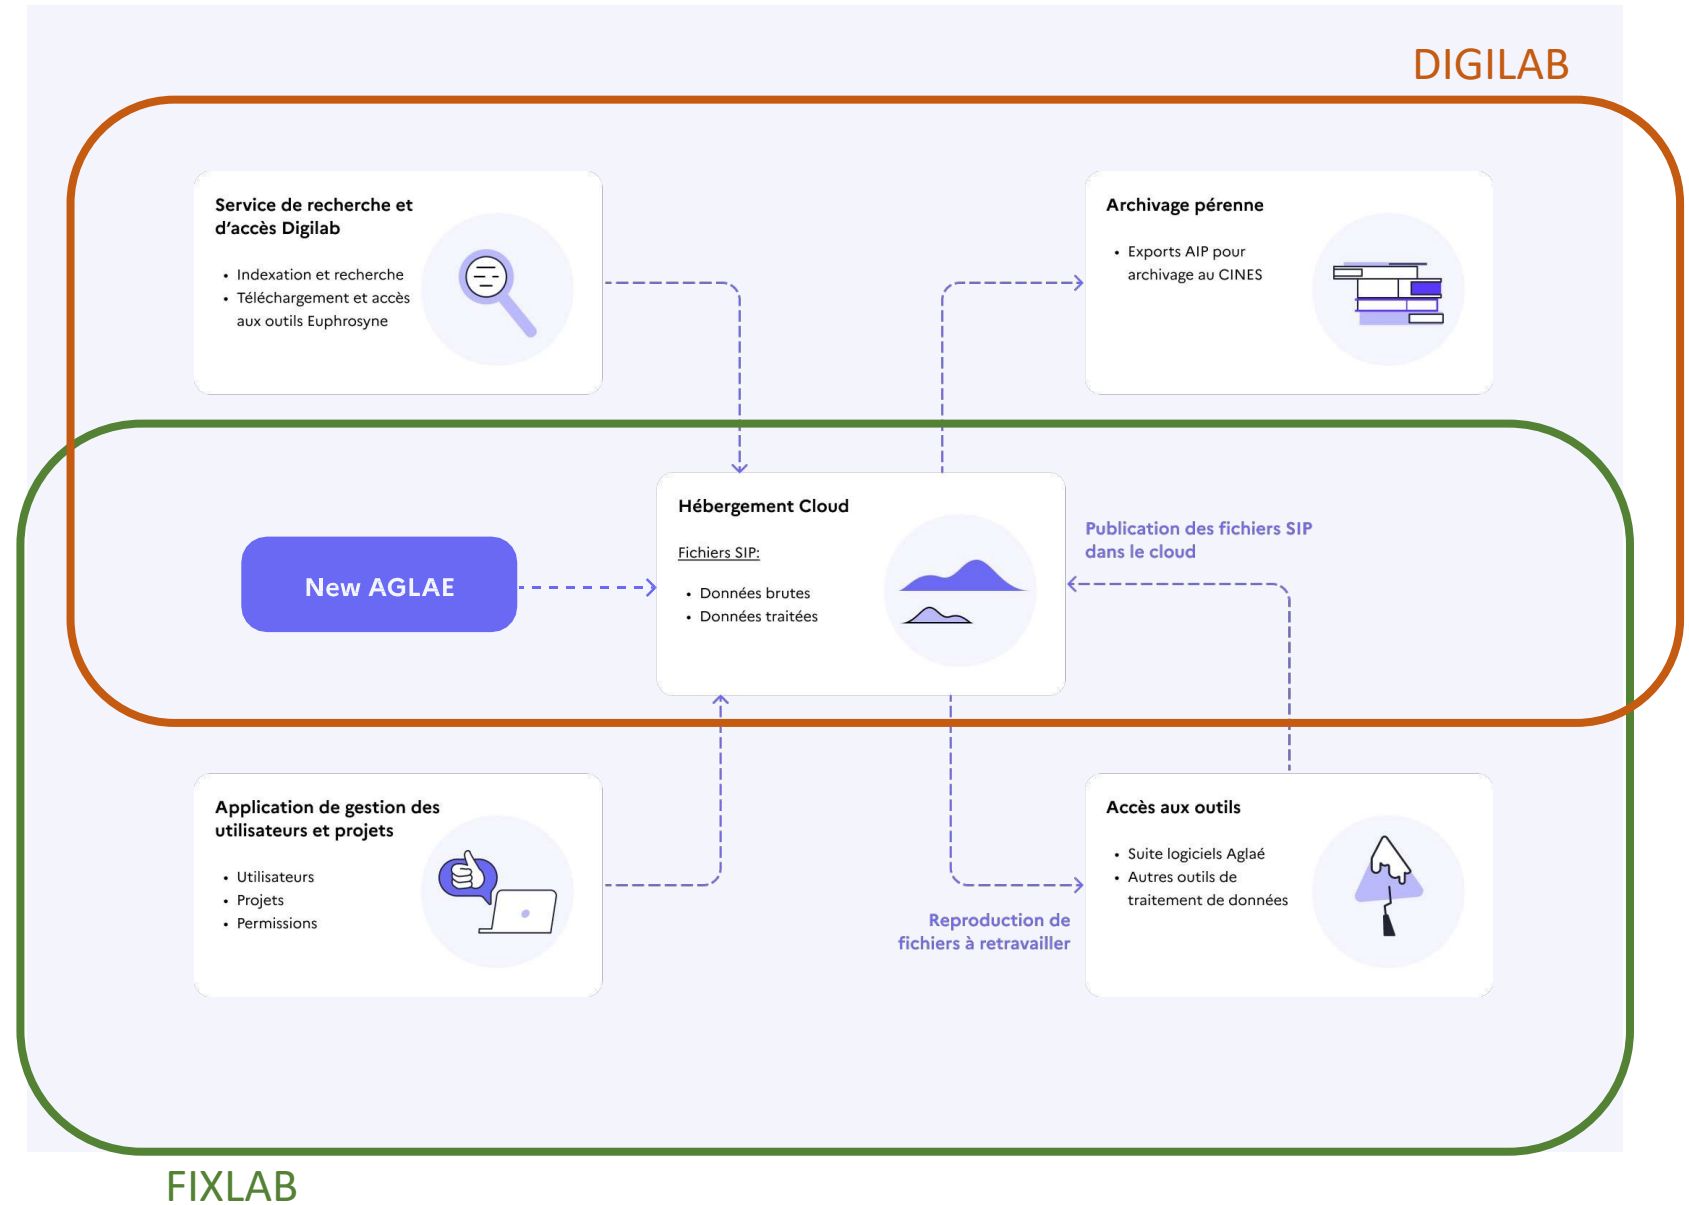 DIGILAB
Service de recherche et
d’accès Digilab
• Indexation et recherche
• Téléchargement et accès
aux outils Euphrosyne
Archivage pérenne
• Exports AIP pour
archivage au CINES
New AGLAE
Hébergement Cloud
Fichiers SIP:
• Données brutes
• Données traitées
Publication des fichiers SIP
dans le cloud
Application de gestion des
utilisateurs et projets
• Utilisateurs
• Projets
• Permissions
Reproduction de
fichiers à retravailler
Accès aux outils
• Suite logiciels Aglaé
• Autres outils de
traitement de données
FIXLAB